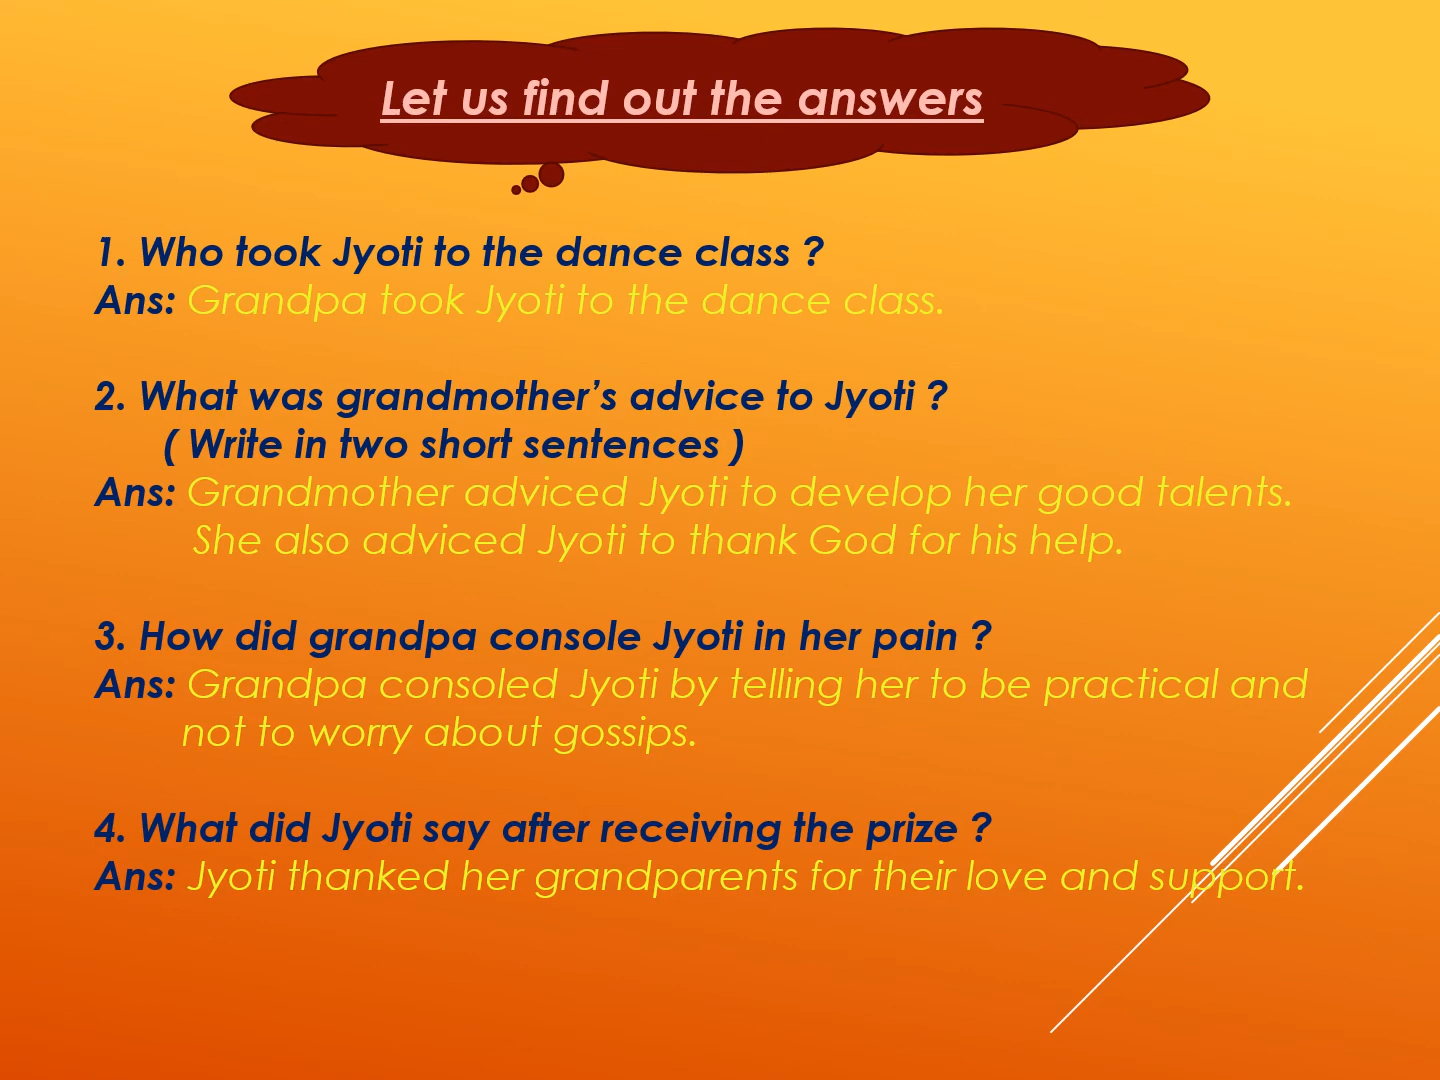 Let us find out the answers
1. Who took Jyoti to the dance class ?
Ans: Grandpa took Jyoti to the dance class.
2. What was grandmother’s advice to Jyoti ?
( Write in two short sentences )
Ans: Grandmother adviced Jyoti to develop her good talents.
She also adviced Jyoti to thank God for his help.
3. How did grandpa console Jyoti in her pain ?
Ans: Grandpa consoled Jyoti by telling her to be practical and
not to worry about gossips.
4. What did Jyoti say after receiving the prize ?
Ans: Jyoti thanked her grandparents for their love and support.